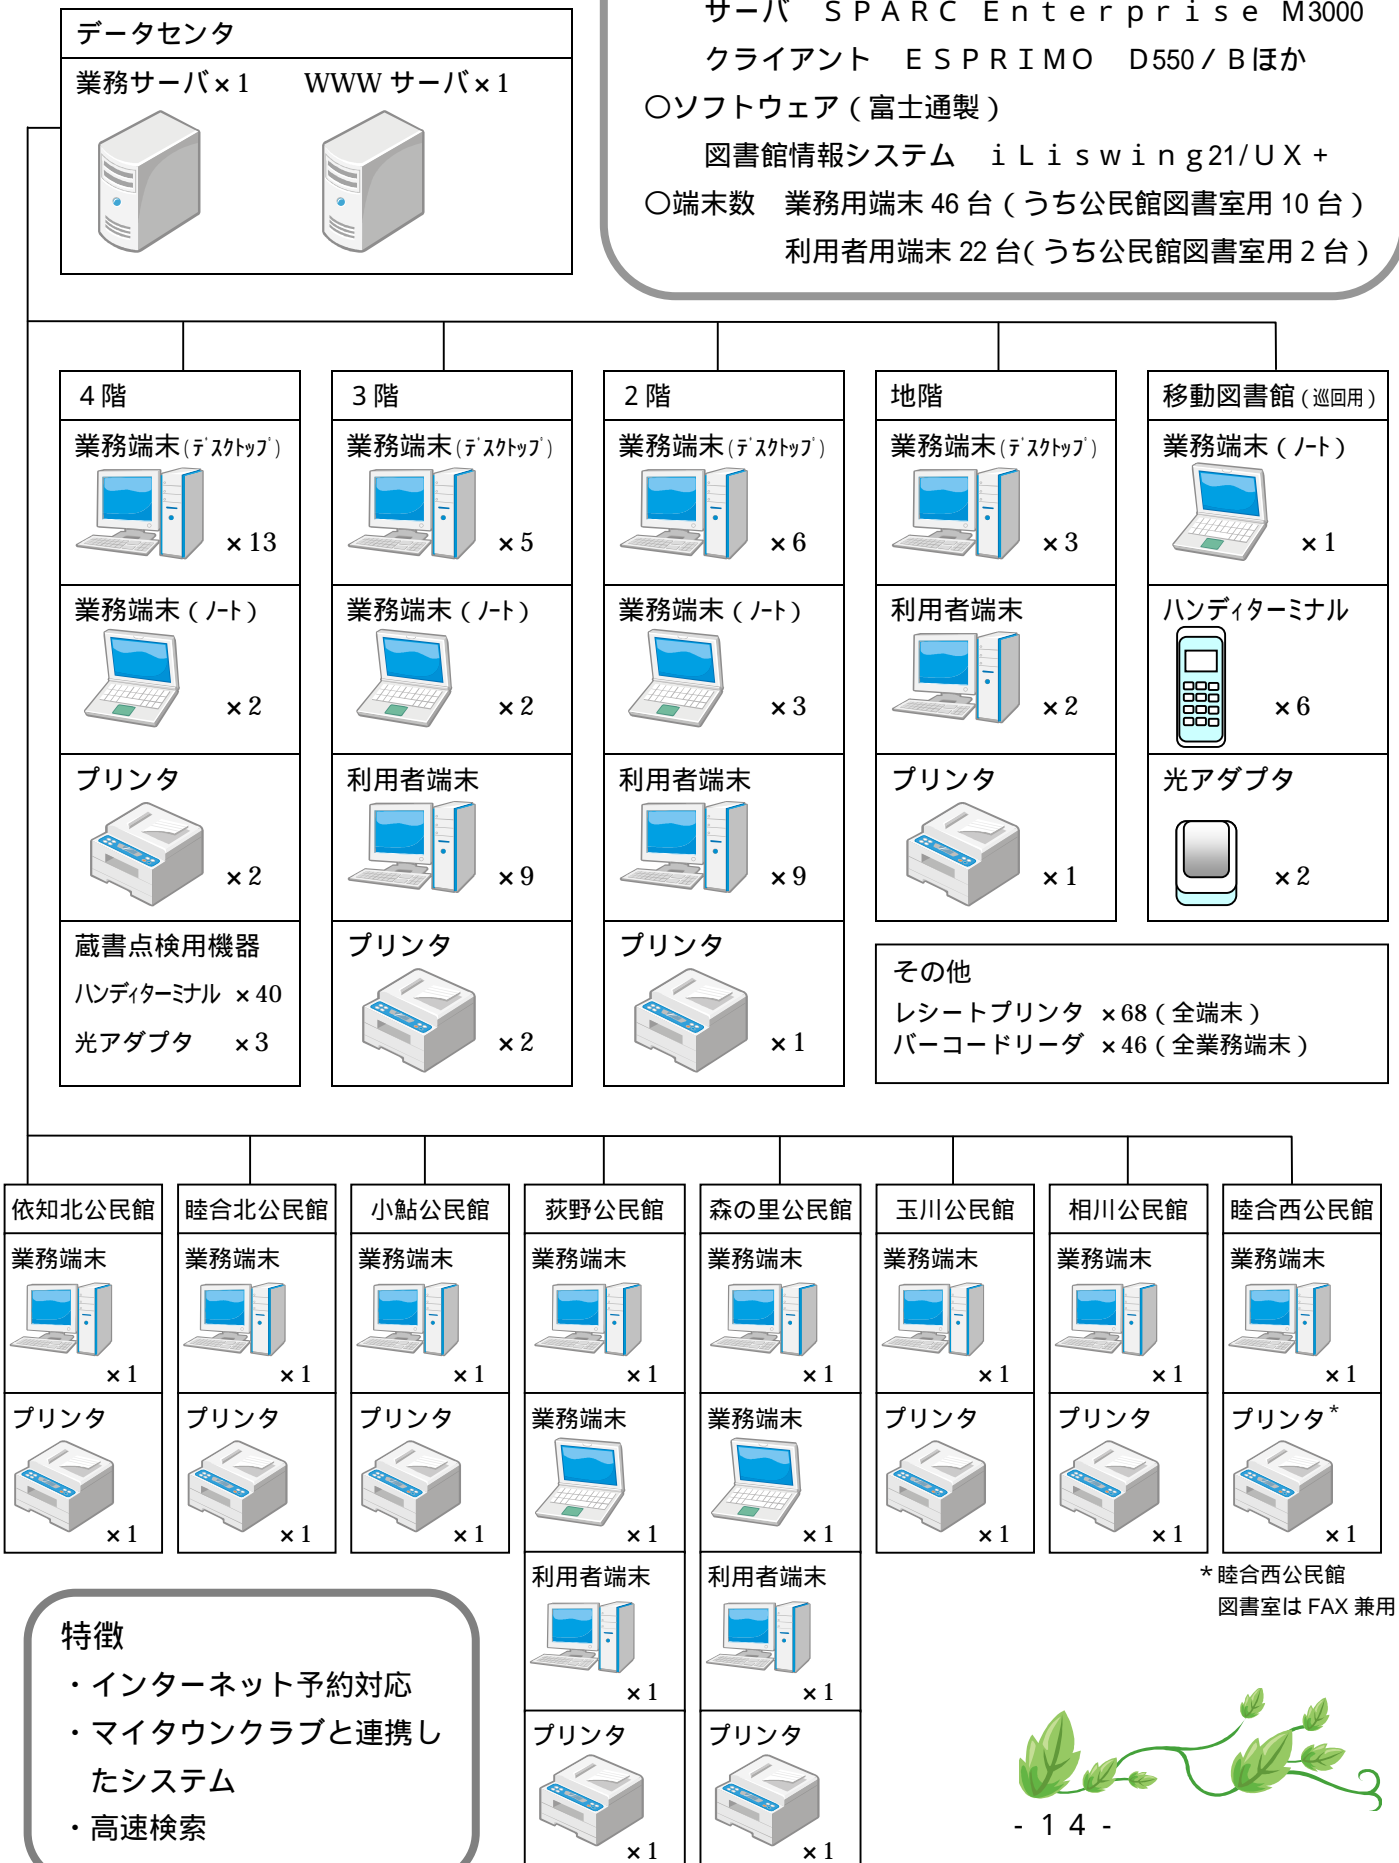 サーバ　ＳＰＡＲＣ　Ｅｎｔｅｒｐｒｉｓｅ　M3000
クライアント　ＥＳＰＲＩＭＯ　Ｄ550／Ｂほか
〇ソフトウェア（富士通製）
図書館情報システム　ｉＬｉｓｗｉｎｇ21/ＵＸ＋
〇端末数　業務用端末 46 台（うち公民館図書室用 10 台）
利用者用端末 22 台（うち公民館図書室用 2 台）
データセンタ
業務サーバ×1　WWW サーバ×1
4 階
業務端末(ﾃﾞｽｸﾄｯﾌﾟ)
×13
業務端末（ﾉｰﾄ）
×2
プリンタ
×2
蔵書点検用機器
ﾊﾝﾃﾞｨﾀｰﾐﾅﾙ ×40
光アダプタ ×3
3 階
業務端末(ﾃﾞｽｸﾄｯﾌﾟ)
×5
業務端末（ﾉｰﾄ）
×2
利用者端末
×9
プリンタ
×2
2 階
業務端末(ﾃﾞｽｸﾄｯﾌﾟ)
×6
業務端末（ﾉｰﾄ）
×3
利用者端末
×9
プリンタ
×1
地階
業務端末(ﾃﾞｽｸﾄｯﾌﾟ)
×3
利用者端末
×2
プリンタ
×1
移動図書館（巡回用）
業務端末（ﾉｰﾄ）
×1
ハンディターミナル
×6
光アダプタ
×2
その他
レシートプリンタ ×68（全端末）
バーコードリーダ ×46（全業務端末）
依知北公民館
業務端末
×1
プリンタ
×1
睦合北公民館
業務端末
×1
プリンタ
×1
小鮎公民館
業務端末
×1
プリンタ
×1
荻野公民館
業務端末
×1
業務端末
×1
利用者端末
×1
プリンタ
×1
森の里公民館
業務端末
×1
業務端末
×1
利用者端末
×1
プリンタ
×1
玉川公民館
業務端末
×1
プリンタ
×1
相川公民館
業務端末
×1
プリンタ
×1
睦合西公民館
業務端末
×1
プリンタ*
×1
*睦合西公民館
図書室は FAX 兼用
特徴
・インターネット予約対応
・マイタウンクラブと連携し
たシステム
・高速検索
- 1 4 -